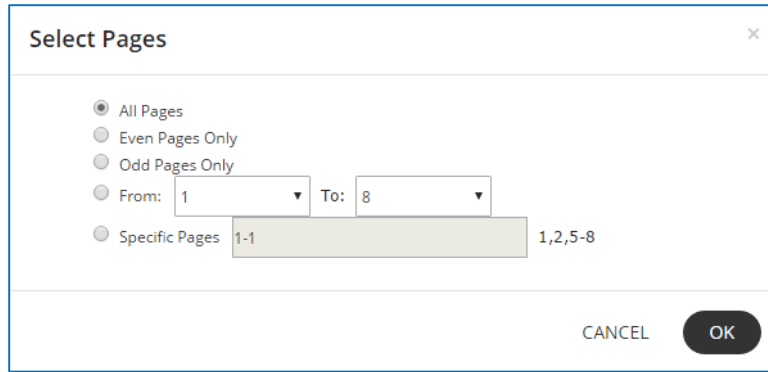 Select Pages ×
All Pages
Even Pages Only
Odd Pages Only
From: 1 To: 8
Specific Pages 1-1 1,2,5-8
CANCEL OK